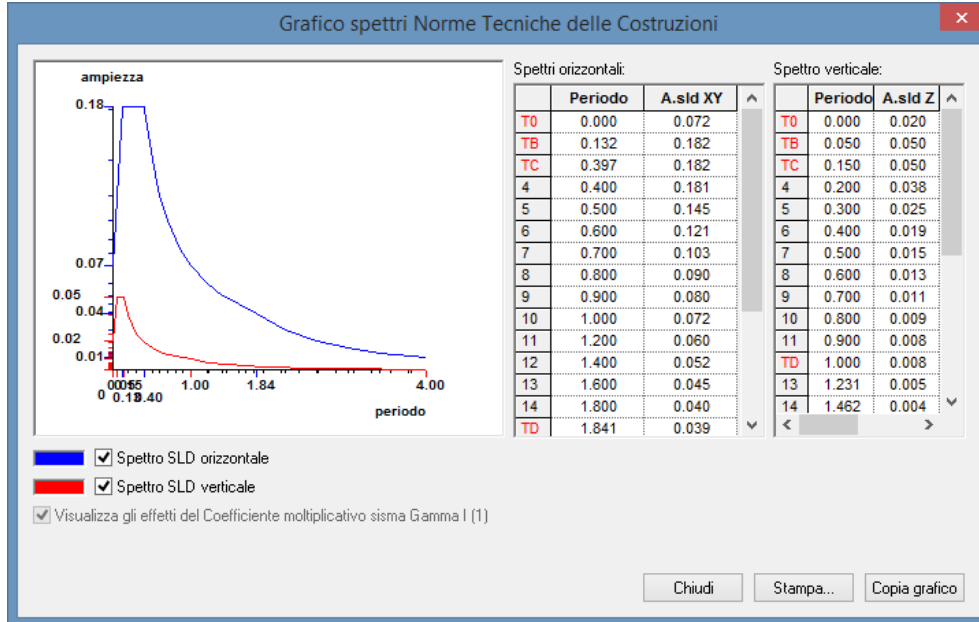 Grafico spettri Norme Tecniche delle Costruzioni
ampiezza
0.18
0.07
0.05
0.04
0.02
0.01
1.00 1.84 4.00
0
0.40
periodo
Spettri orizzontali:
Periodo A.sld XY
T0 0.000 0.072
TB 0.132 0.182
TC 0.397 0.182
4 0.400 0.181
5 0.500 0.145
6 0.600 0.121
7 0.700 0.103
8 0.800 0.090
9 0.900 0.080
10 1.000 0.072
11 1.200 0.060
12 1.400 0.052
13 1.600 0.045
14 1.800 0.040
TD 1.841 0.039
Spettro verticale:
Periodo A.sld Z
T0 0.000 0.020
TB 0.050 0.050
TC 0.150 0.050
4 0.200 0.038
5 0.300 0.025
6 0.400 0.019
7 0.500 0.015
8 0.600 0.013
9 0.700 0.011
10 0.800 0.009
11 0.900 0.008
TD 1.000 0.008
13 1.231 0.005
14 1.462 0.004
Spettro SLD orizzontale
Spettro SLD verticale
Visualizza gli effetti del Coefficiente moltiplicativo sisma Gamma I (1)
Chiudi Stampa... Copia grafico